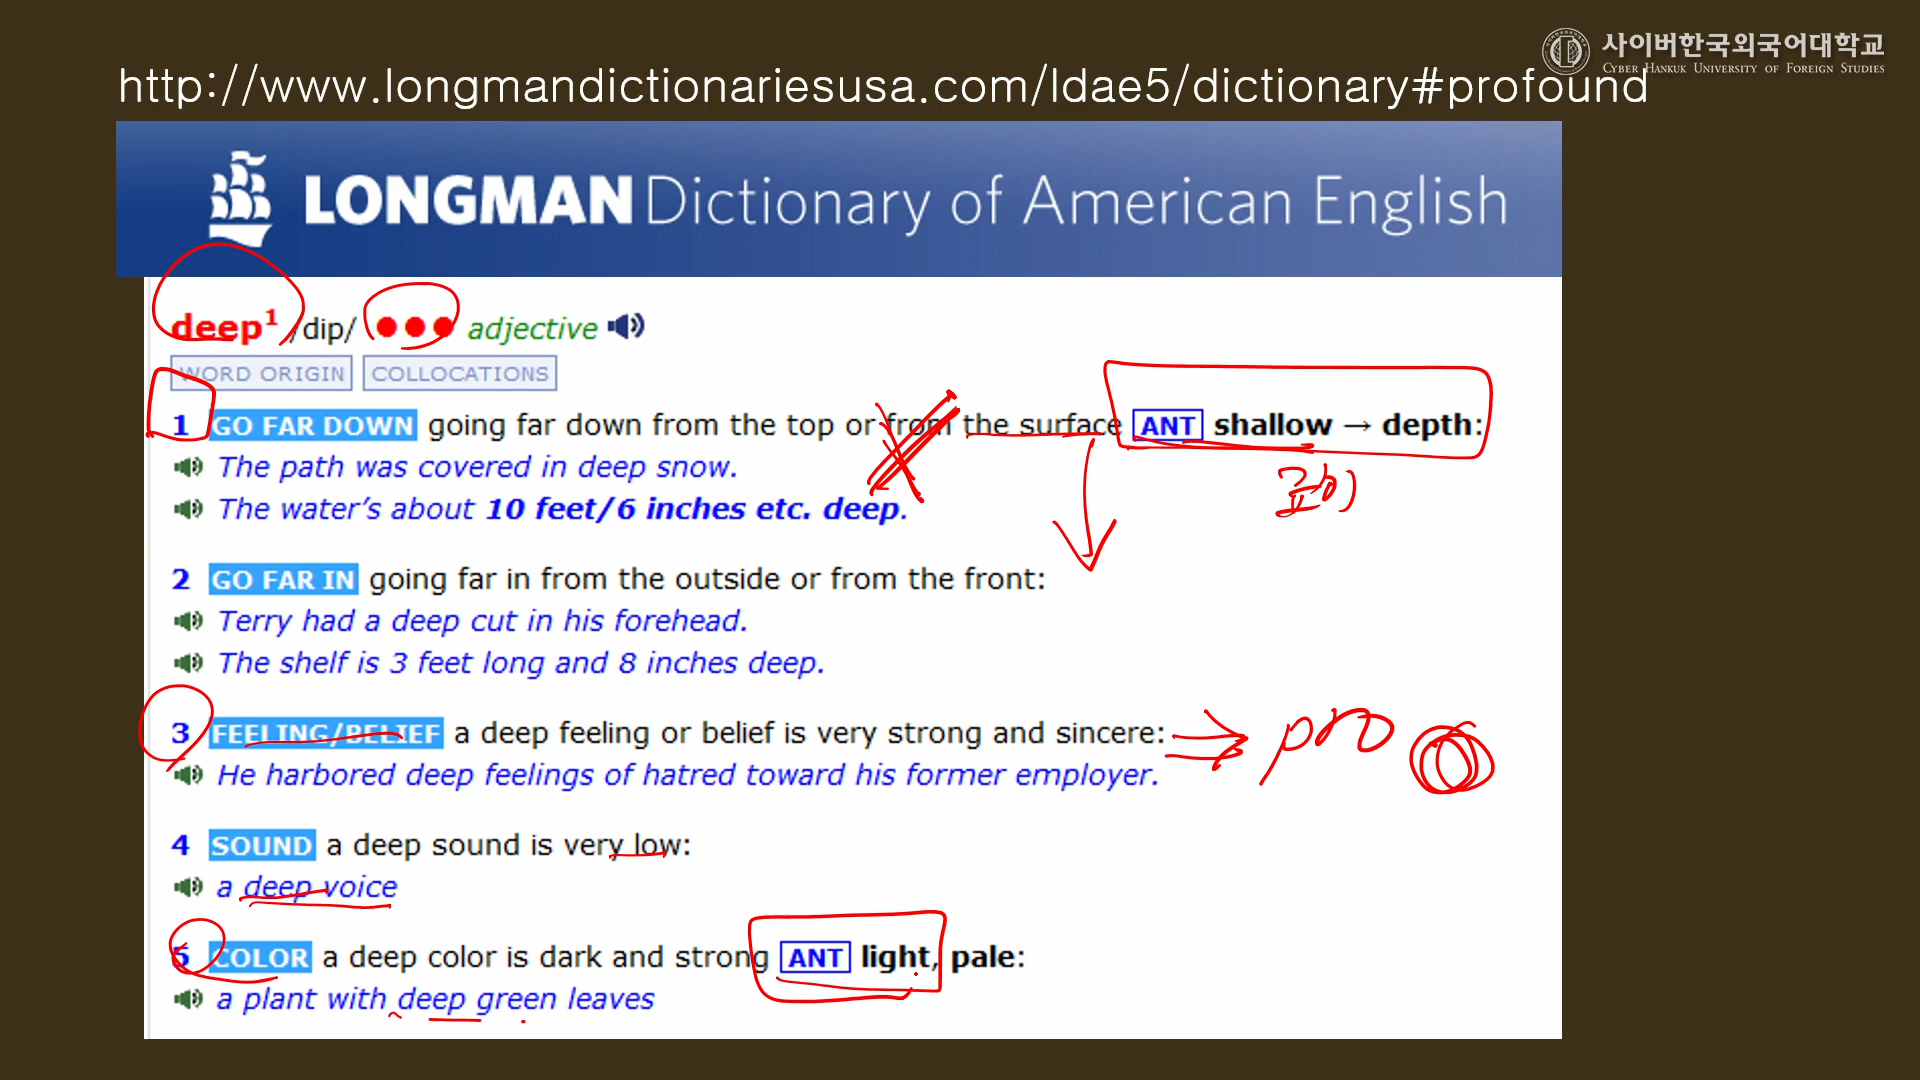 사이버한국외국어대학교
CYBER HANKUK UNIVERSITY OF FOREIGN STUDIES
http://www.longmandictionariesusa.com/ldae5/dictionary#profound
LONGMAN Dictionary of American English
deep¹ /dip/ ●●● adjective
WORD ORIGIN COLLOCATIONS
1 GO FAR DOWN going far down from the top or from the surface ANT shallow → depth:
The path was covered in deep snow.
The water’s about 10 feet/6 inches etc. deep.
2 GO FAR IN going far in from the outside or from the front:
Terry had a deep cut in his forehead.
The shelf is 3 feet long and 8 inches deep.
3 FEELING/BELIEF a deep feeling or belief is very strong and sincere:
pro
He harbored deep feelings of hatred toward his former employer.
4 SOUND a deep sound is very low:
a deep voice
5 COLOR a deep color is dark and strong ANT light, pale:
a plant with deep green leaves